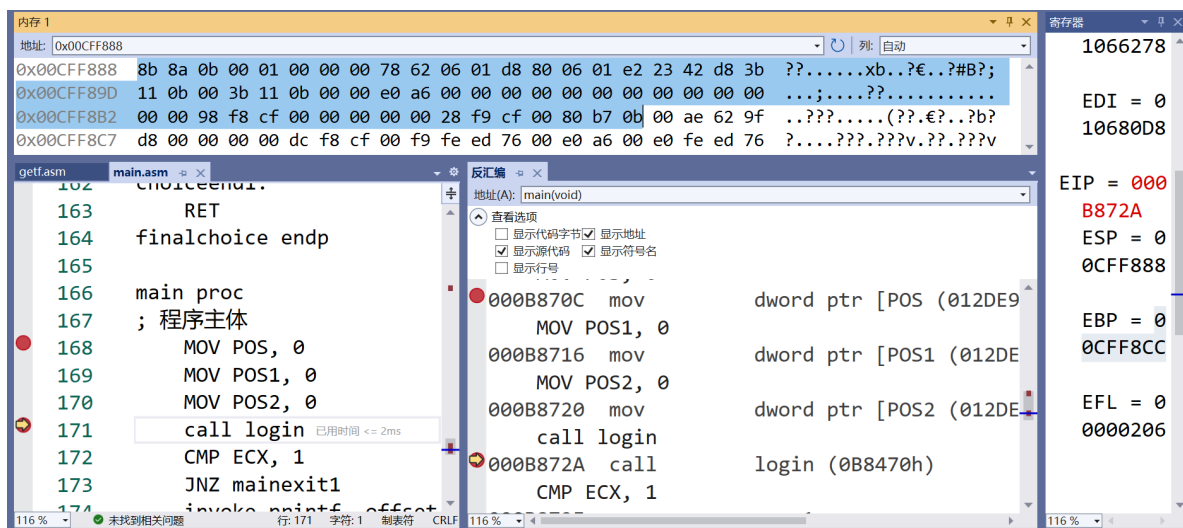 内存 1
地址: 0x00CFF888
列: 自动
0x00CFF888 8b 8a 0b 00 01 00 00 00 78 62 06 01 d8 80 06 01 e2 23 42 d8 3b ??......xb..?€..?#B?;
0x00CFF89D 11 0b 00 3b 11 0b 00 00 e0 a6 00 00 00 00 00 00 00 00 00 00 00 ...;....??...........
0x00CFF8B2 00 00 98 f8 cf 00 00 00 00 00 28 f9 cf 00 80 b7 0b 00 ae 62 9f ..??.....(??.€?..?b?
0x00CFF8C7 d8 00 00 00 00 dc f8 cf 00 f9 fe ed 76 00 e0 a6 00 e0 fe ed 76 ?....???.???v.??.???v
寄存器
1066278
EDI = 0
10680D8
EIP = 000
B872A
ESP = 0
0CFF888
EBP = 0
0CFF8CC
EFL = 0
0000206
116 %
getf.asm
main.asm
162 choiceend1:
163 RET
164 finalchoice endp
165
166 main proc
167 ; 程序主体
168 MOV POS, 0
169 MOV POS1, 0
170 MOV POS2, 0
171 call login 已用时间 <= 2ms
172 CMP ECX, 1
173 JNZ mainexit1
174 invoke printf, offset
116 %
未找到相关问题
行: 171
字符: 1
制表符
CRLF
反汇编
地址(A): main(void)
查看选项
显示代码字节
显示地址
显示源代码
显示符号名
显示行号
000B870C mov dword ptr [POS (012DE9
MOV POS1, 0
000B8716 mov dword ptr [POS1 (012DE
MOV POS2, 0
000B8720 mov dword ptr [POS2 (012DE
call login
000B872A call login (0B8470h)
CMP ECX, 1
116 %